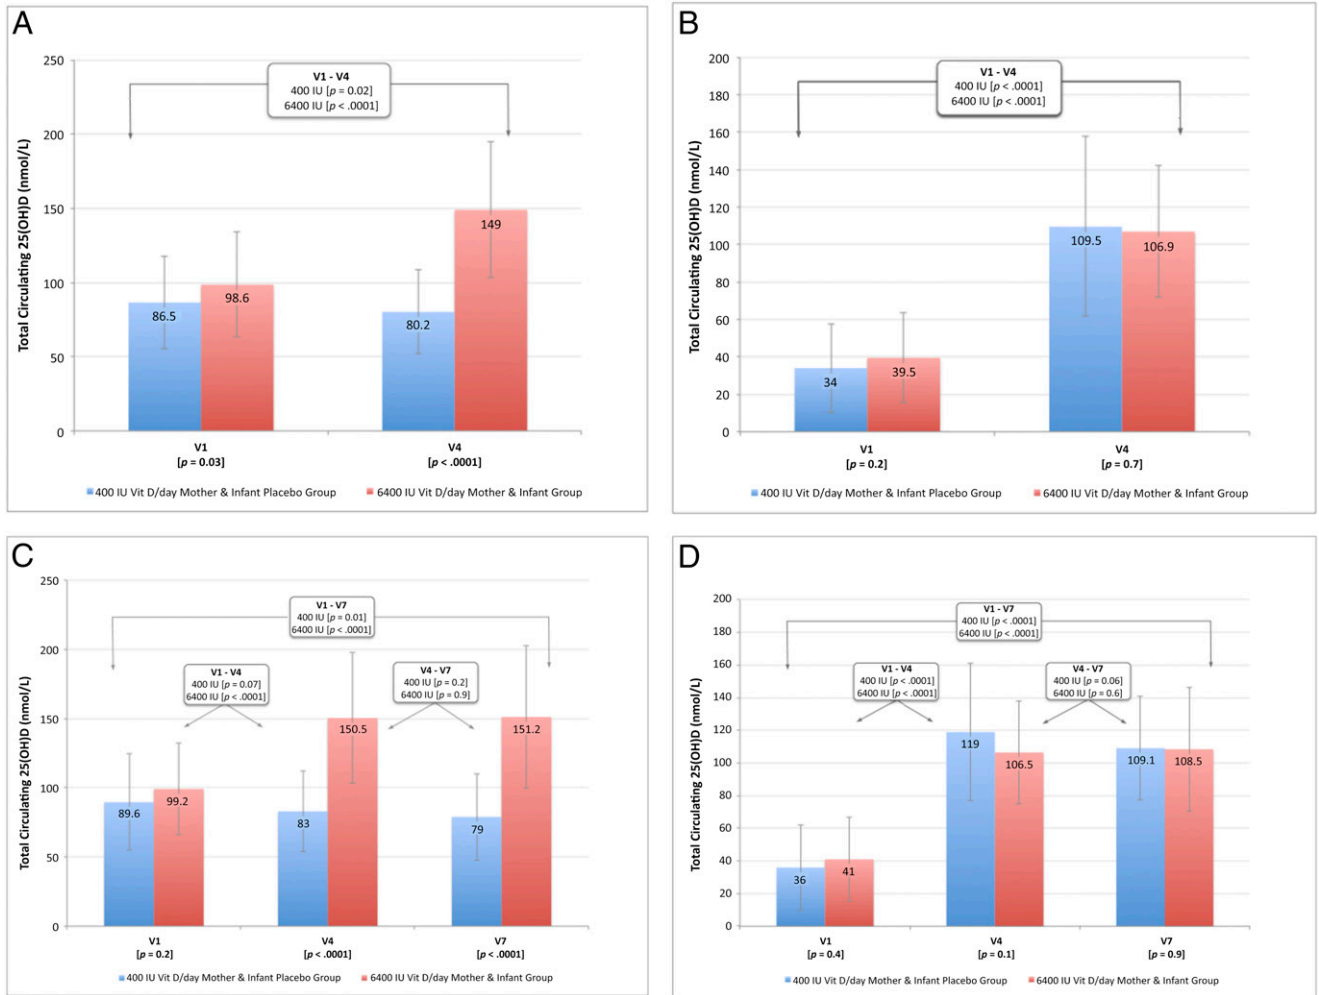 A
250
200
150
100
50
0
Total Circulating 25(OH)D (nmol/L)
V1 - V4
400 IU [p = 0.02]
6400 IU [p < .0001]
86.5
98.6
80.2
149
V1
[p = 0.03]
V4
[p < .0001]
400 IU Vit D/day Mother & Infant Placebo Group
6400 IU Vit D/day Mother & Infant Group
B
200
180
160
140
120
100
80
60
40
20
0
Total Circulating 25(OH)D (nmol/L)
V1 - V4
400 IU [p < .0001]
6400 IU [p < .0001]
34
39.5
109.5
106.9
V1
[p = 0.2]
V4
[p = 0.7]
400 IU Vit D/day Mother & Infant Placebo Group
6400 IU Vit D/day Mother & Infant Group
C
250
200
150
100
50
0
Total Circulating 25(OH)D (nmol/L)
V1 - V7
400 IU [p = 0.01]
6400 IU [p < .0001]
V1 - V4
400 IU [p = 0.07]
6400 IU [p < .0001]
V4 - V7
400 IU [p = 0.2]
6400 IU [p = 0.9]
89.6
99.2
83
150.5
79
151.2
V1
[p = 0.2]
V4
[p < .0001]
V7
[p < .0001]
400 IU Vit D/day Mother & Infant Placebo Group
6400 IU Vit D/day Mother & Infant Group
D
200
180
160
140
120
100
80
60
40
20
0
Total Circulating 25(OH)D (nmol/L)
V1 - V7
400 IU [p < .0001]
6400 IU [p < .0001]
V1 - V4
400 IU [p < .0001]
6400 IU [p < .0001]
V4 - V7
400 IU [p = 0.06]
6400 IU [p = 0.6]
36
41
119
106.5
109.1
108.5
V1
[p = 0.4]
V4
[p = 0.1]
V7
[p = 0.9]
400 IU Vit D/day Mother & Infant Placebo Group
6400 IU Vit D/day Mother & Infant Group